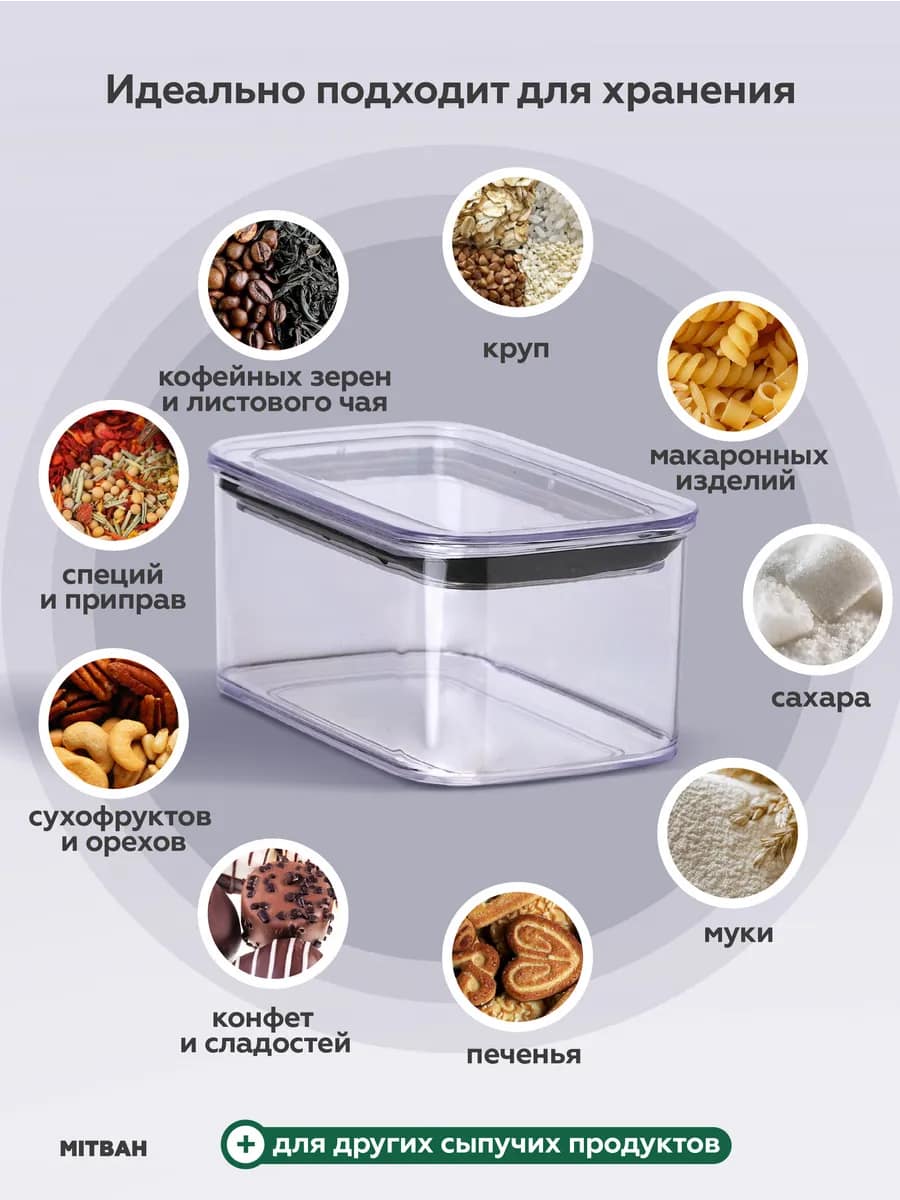 Идеально подходит для хранения
круп
кофейных зерен
и листового чая
макаронных
изделий
специй
и приправ
сахара
сухофруктов
и орехов
муки
конфет
и сладостей
печенья
МІТВАН
+ для других сыпучих продуктов